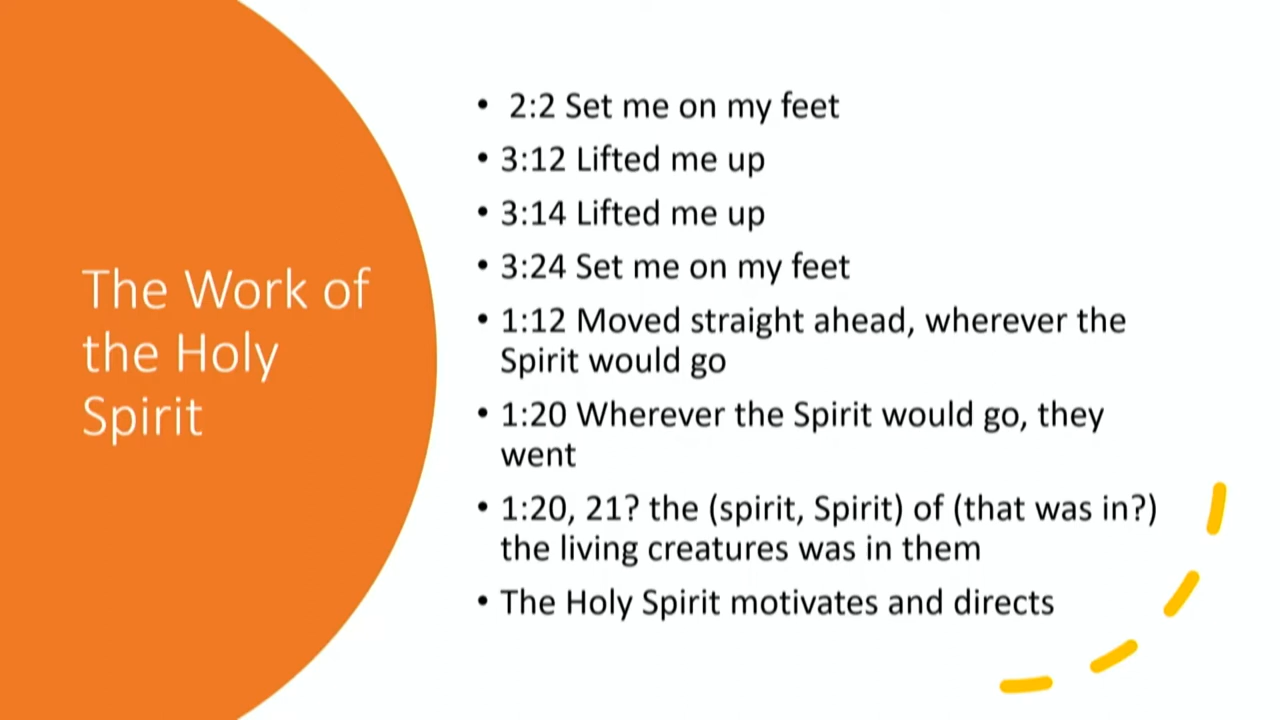 The Work of
the Holy
Spirit
• 2:2 Set me on my feet
• 3:12 Lifted me up
• 3:14 Lifted me up
• 3:24 Set me on my feet
• 1:12 Moved straight ahead, wherever the
Spirit would go
• 1:20 Wherever the Spirit would go, they
went
• 1:20, 21? the (spirit, Spirit) of (that was in?)
the living creatures was in them
• The Holy Spirit motivates and directs